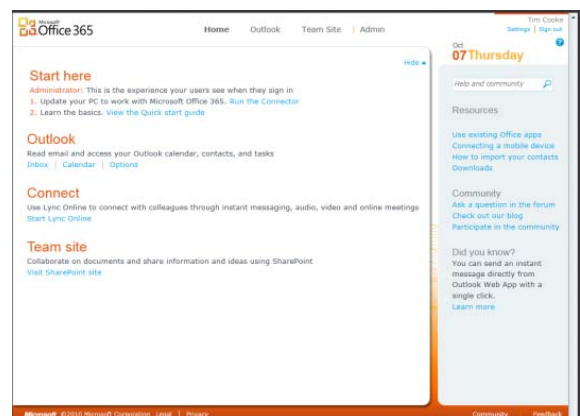 Microsoft
Office 365
Home Outlook Team Site | Admin
Tim Cooke
Settings | Sign out
Oct
07 Thursday
?
Hide
Start here
Administrator: This is the experience your users see when they sign in
1. Update your PC to work with Microsoft Office 365. Run the Connector
2. Learn the basics. View the Quick start guide
Outlook
Read email and access your Outlook calendar, contacts, and tasks
Inbox | Calendar | Options
Connect
Use Lync Online to connect with colleagues through instant messaging, audio, video and online meetings
Start Lync Online
Team site
Collaborate on documents and share information and ideas using SharePoint
Visit SharePoint site
Help and community
Resources
Use existing Office apps
Connecting a mobile device
How to import your contacts
Downloads
Community
Ask a question in the forum
Check out our blog
Participate in the community
Did you know?
You can send an instant
message directly from
Outlook Web App with a
single click.
Learn more
Microsoft ©2010 Microsoft Corporation Legal | Privacy
Community Feedback